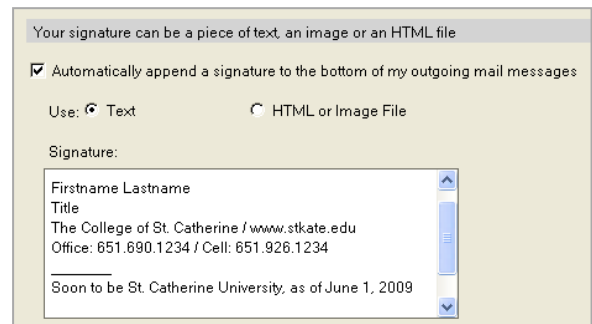 Your signature can be a piece of text, an image or an HTML file
Automatically append a signature to the bottom of my outgoing mail messages
Use: Text HTML or Image File
Signature:
Firstname Lastname
Title
The College of St. Catherine / www.stkate.edu
Office: 651.690.1234 / Cell: 651.926.1234
________
Soon to be St. Catherine University, as of June 1, 2009